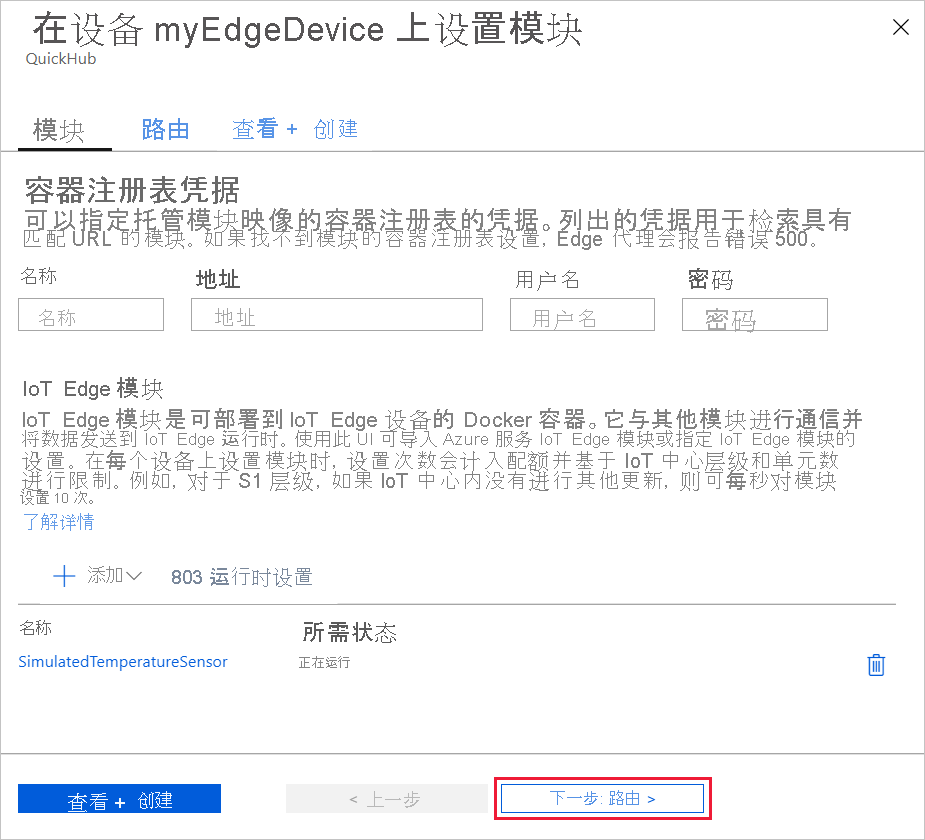 在设备 myEdgeDevice 上设置模块
QuickHub
模块 路由 查看 + 创建
容器注册表凭据
可以指定托管模块映像的容器注册表的凭据。列出的凭据用于检索具有
匹配 URL 的模块。如果找不到模块的容器注册表设置, Edge 代理会报告错误 500。
名称 地址 用户名 密码
名称 地址 用户名 密码
IoT Edge 模块
IoT Edge 模块是可部署到 IoT Edge 设备的 Docker 容器。它与其他模块进行通信并
将数据发送到 IoT Edge 运行时。使用此 UI 可导入 Azure 服务 IoT Edge 模块或指定 IoT Edge 模块的
设置。在每个设备上设置模块时, 设置次数会计入配额并基于 IoT 中心层级和单元数
进行限制。例如, 对于 S1 层级, 如果 IoT 中心内没有进行其他更新, 则可每秒对模块
设置 10 次。
了解详情
添加 803 运行时设置
名称 所需状态
SimulatedTemperatureSensor 正在运行
查看 + 创建 < 上一步 下一步: 路由 >